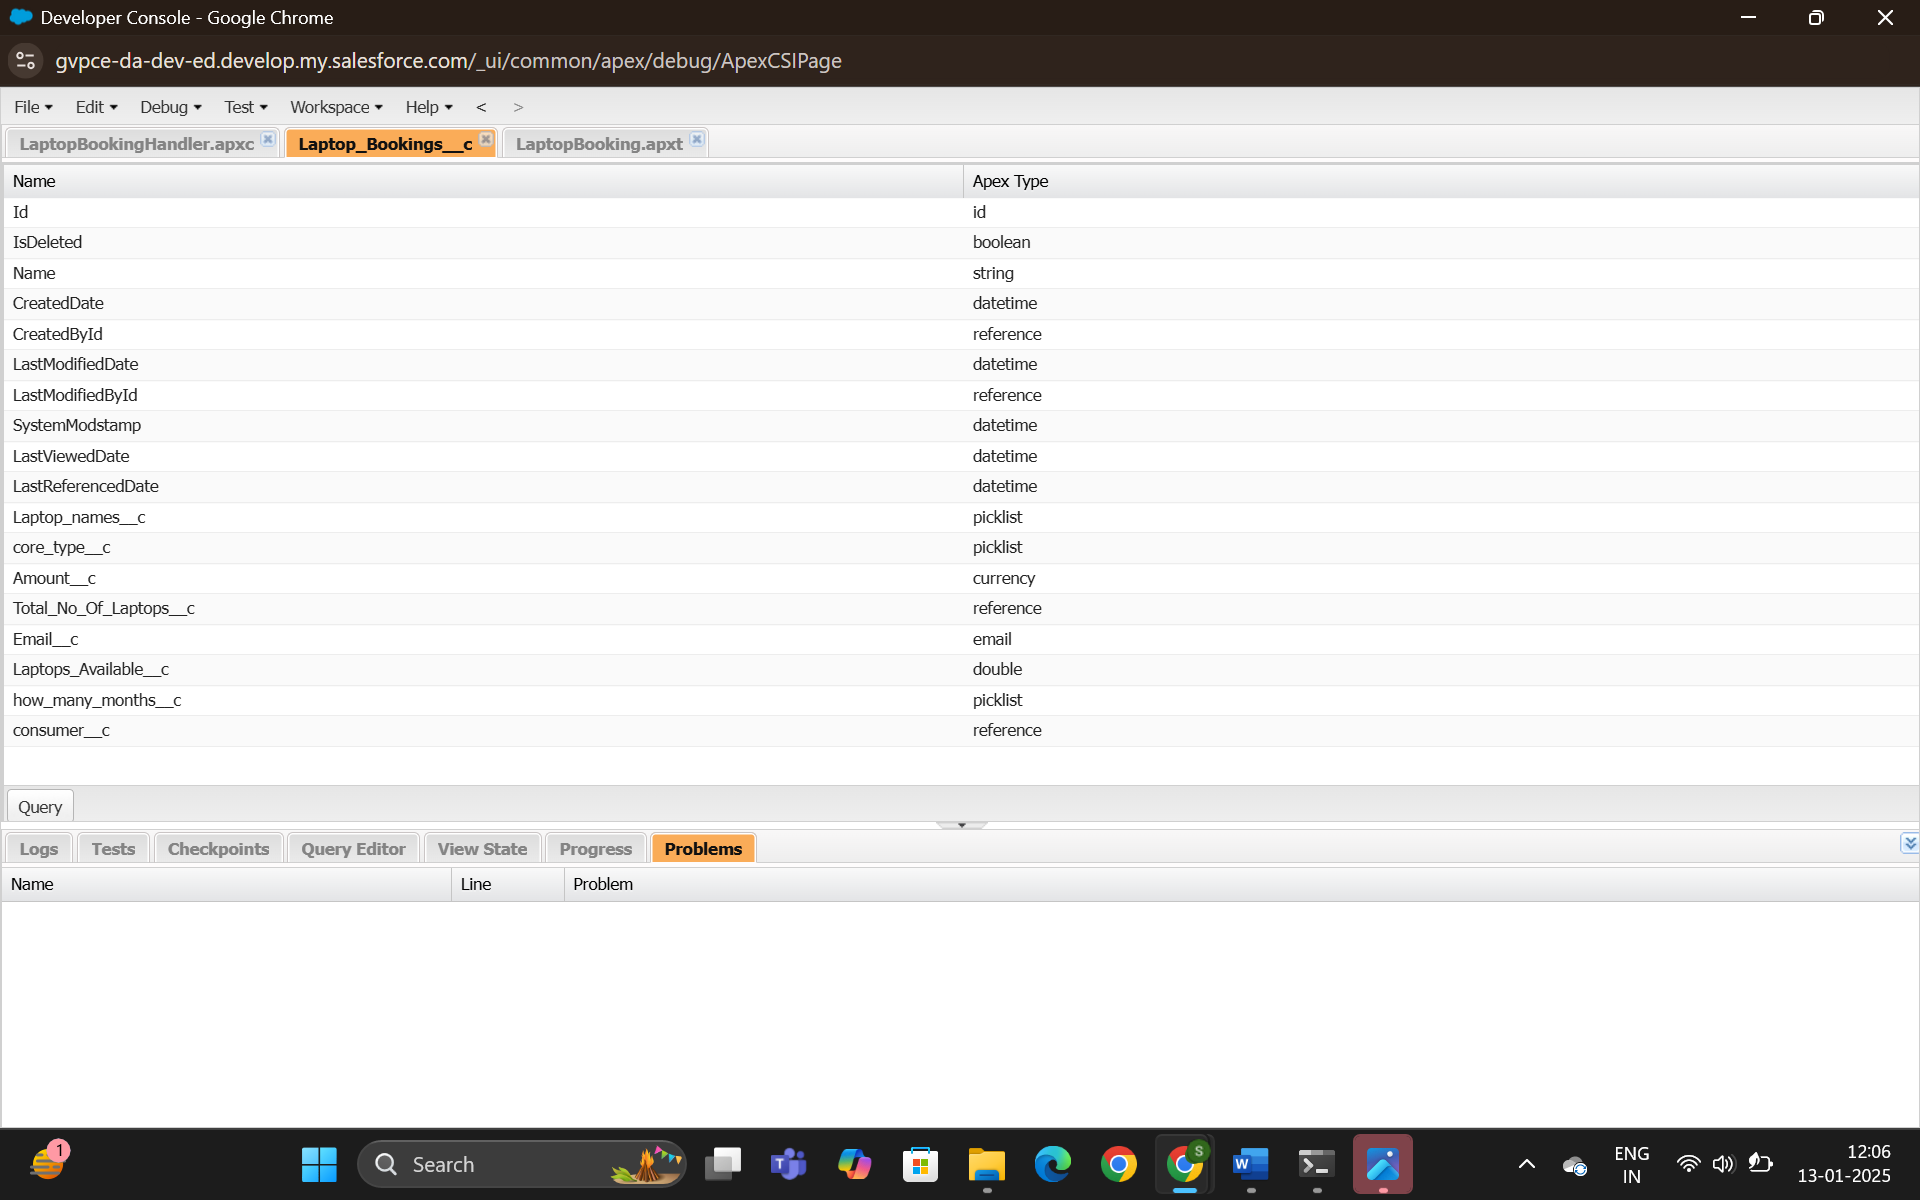 Developer Console - Google Chrome
gvpce-da-dev-ed.develop.my.salesforce.com/_ui/common/apex/debug/ApexCSIPage
File Edit Debug Test Workspace Help < >
LaptopBookingHandler.apxc Laptop_Bookings__c LaptopBooking.apxt
Name Apex Type
Id id
IsDeleted boolean
Name string
CreatedDate datetime
CreatedById reference
LastModifiedDate datetime
LastModifiedById reference
SystemModstamp datetime
LastViewedDate datetime
LastReferencedDate datetime
Laptop_names__c picklist
core_type__c picklist
Amount__c currency
Total_No_Of_Laptops__c reference
Email__c email
Laptops_Available__c double
how_many_months__c picklist
consumer__c reference
Query
Logs Tests Checkpoints Query Editor View State Progress Problems
Name Line Problem
1
Search
S
ENG
IN
12:06
13-01-2025